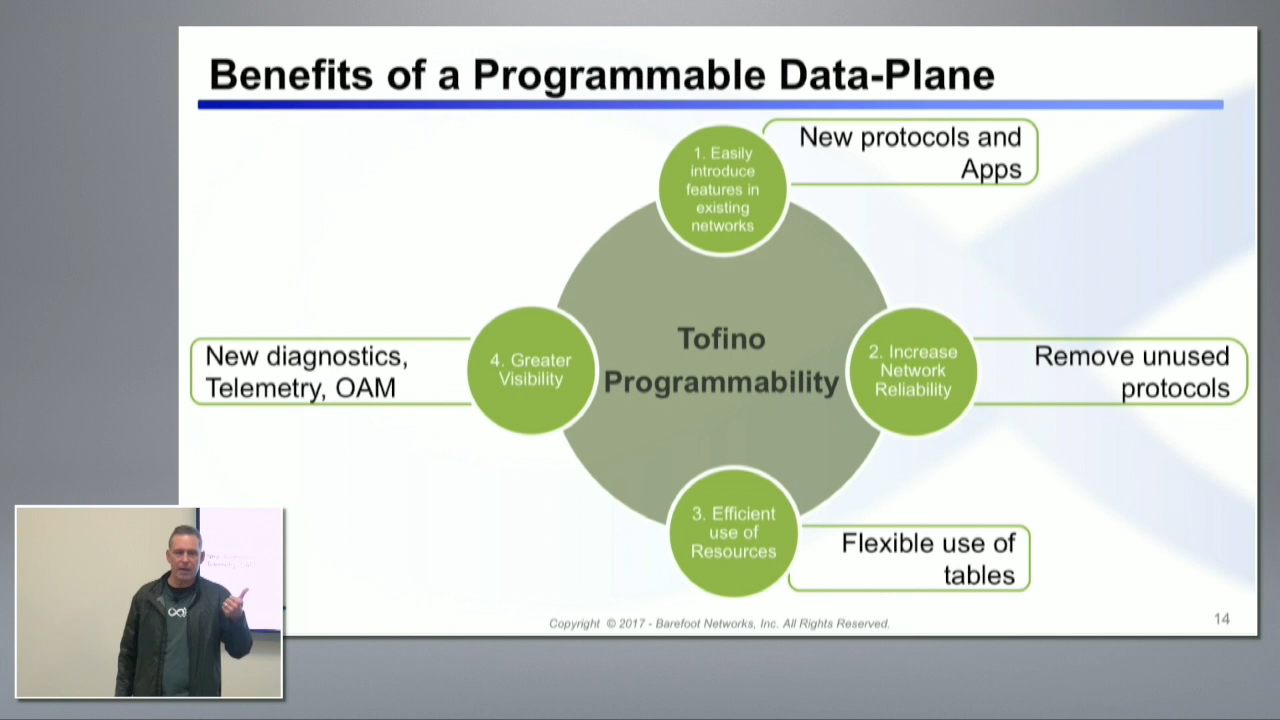 Benefits of a Programmable Data-Plane
1. Easily
introduce
features in
existing
networks
New protocols and
Apps
Tofino
Programmability
2. Increase
Network
Reliability
Remove unused
protocols
3. Efficient
use of
Resources
Flexible use of
tables
4. Greater
Visibility
New diagnostics,
Telemetry, OAM
Copyright © 2017 - Barefoot Networks, Inc. All Rights Reserved.
14